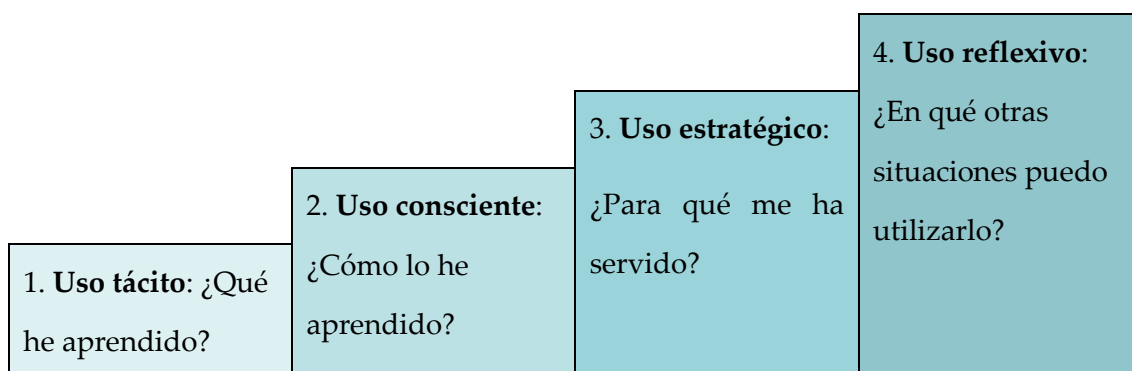 1. Uso tácito: ¿Qué
he aprendido?
2. Uso consciente:
¿Cómo lo he
aprendido?
3. Uso estratégico:
¿Para qué me ha
servido?
4. Uso reflexivo:
¿En qué otras
situaciones puedo
utilizarlo?